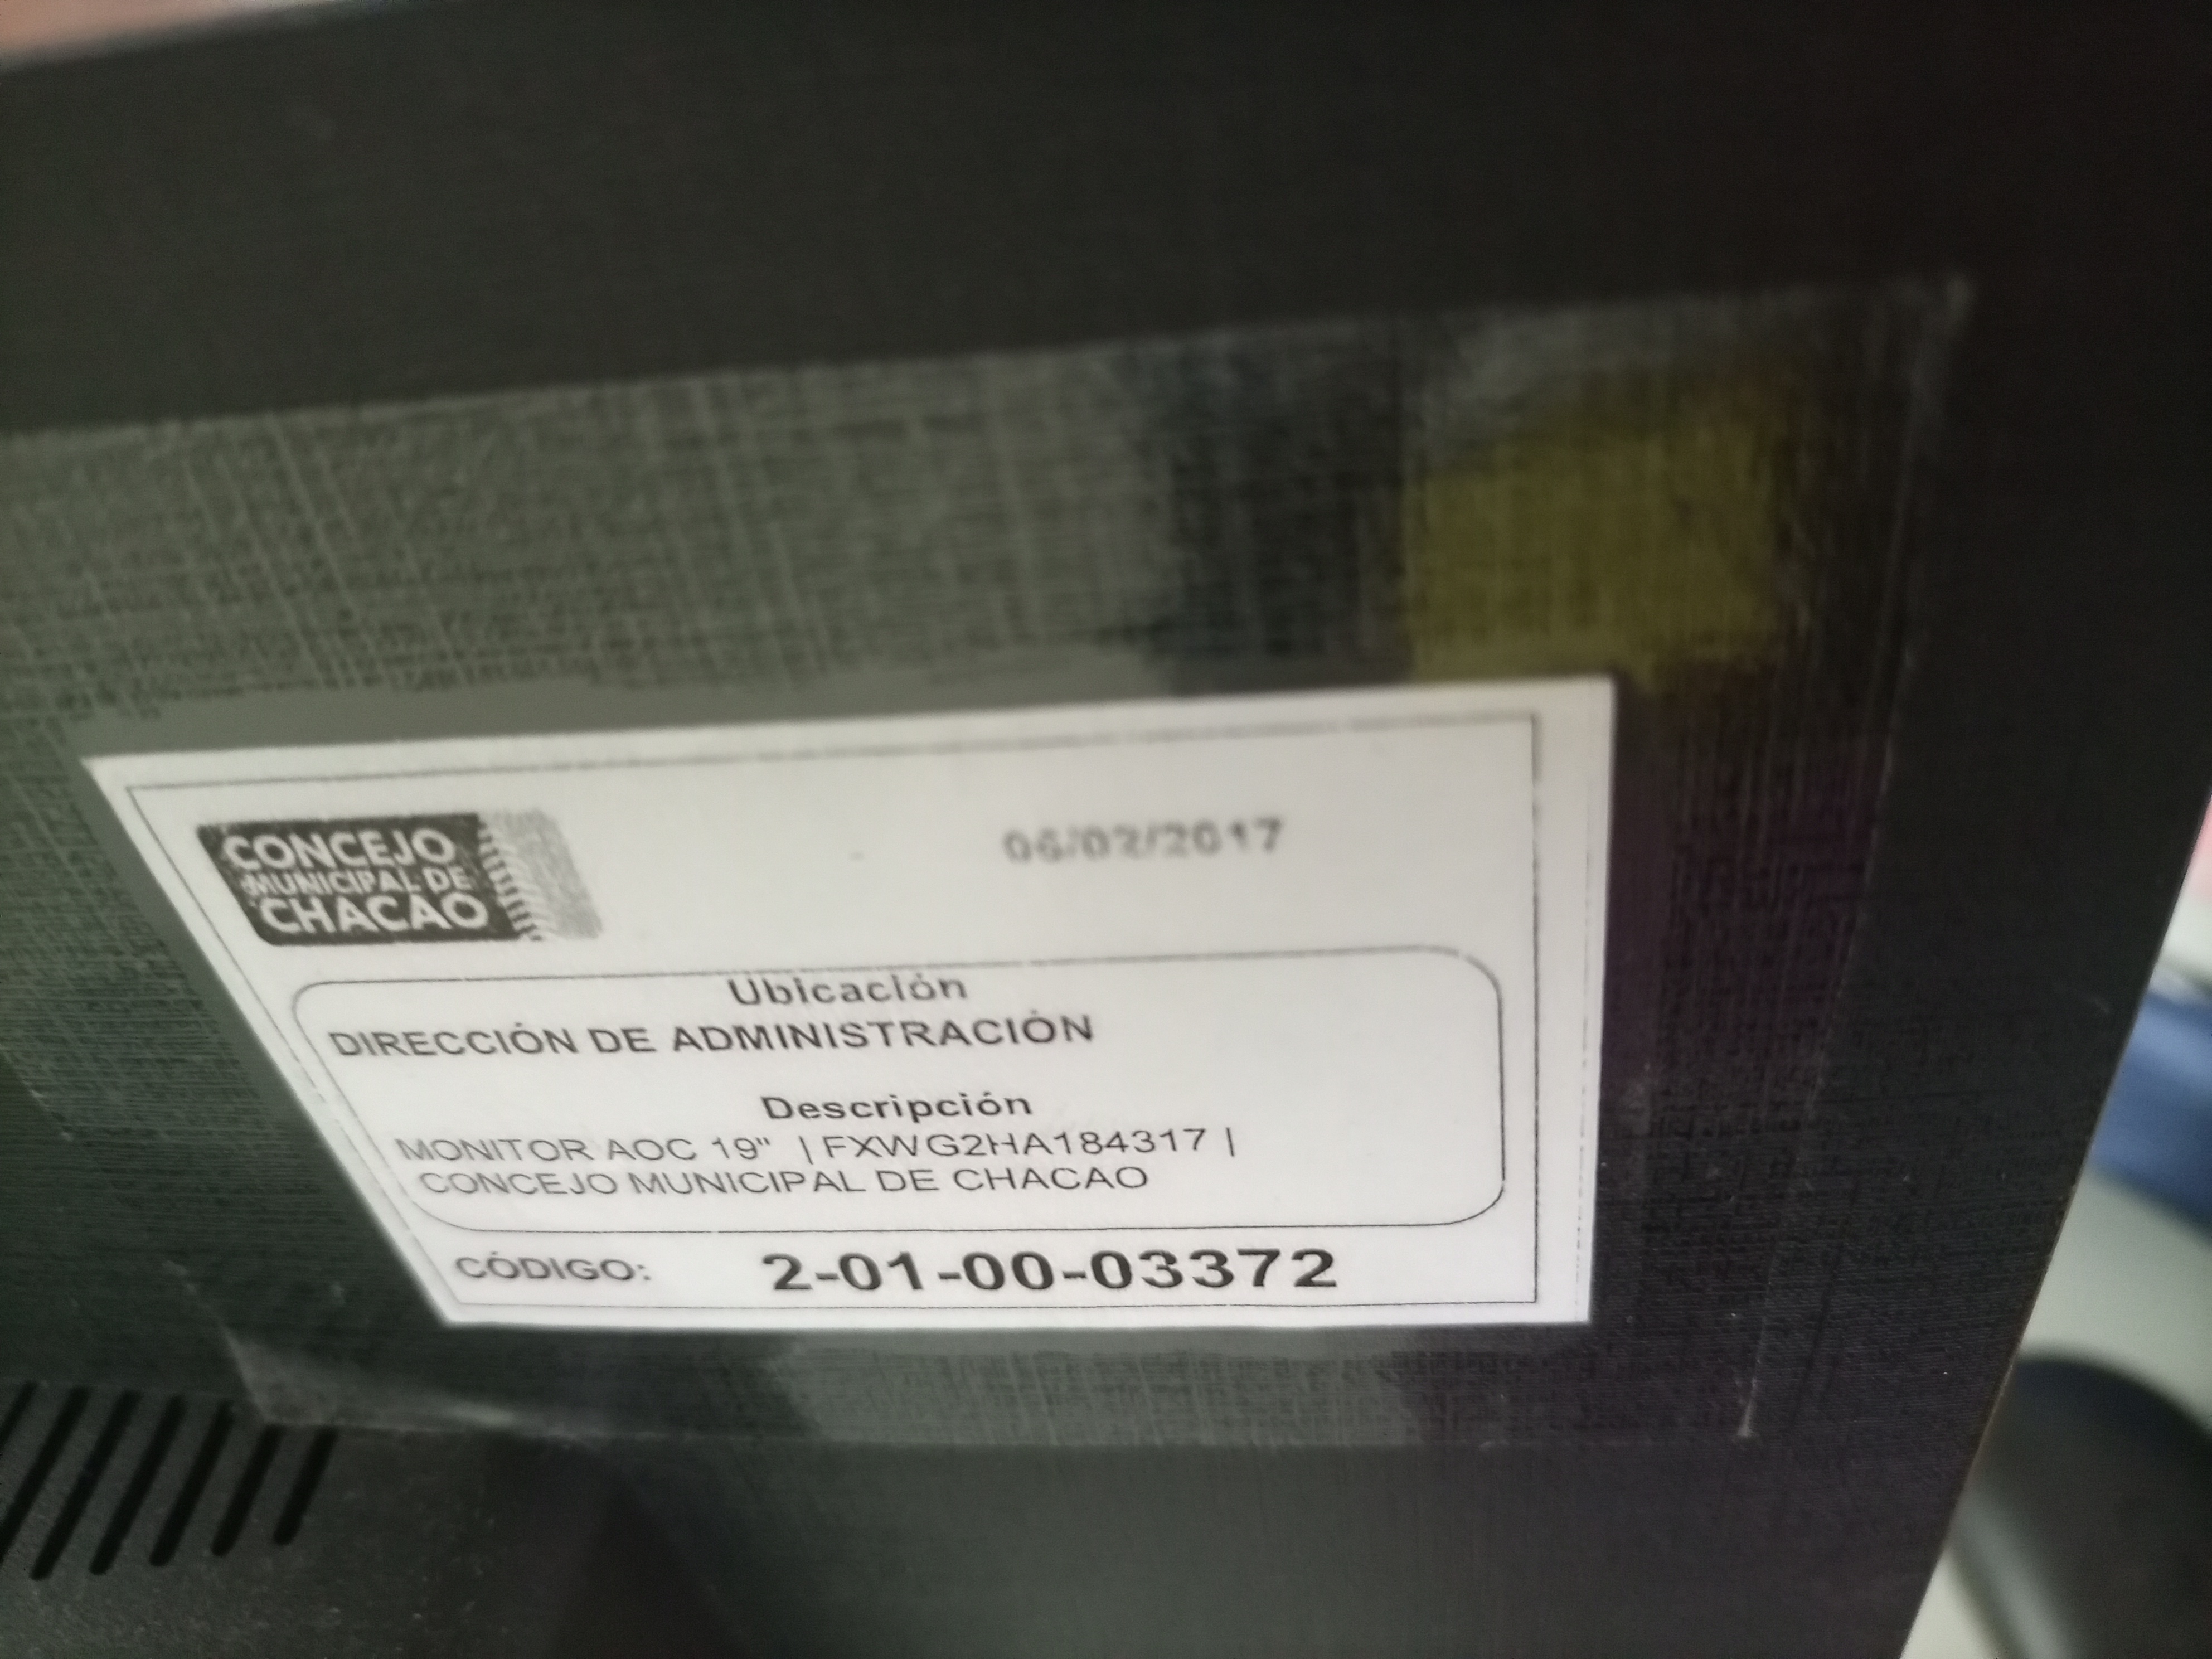 CONCEJO
MUNICIPAL DE
CHACAO
06/02/2017
Ubicación
DIRECCIÓN DE ADMINISTRACIÓN
Descripción
MONITOR AOC 19" | FXWG2HA184317 |
CONCEJO MUNICIPAL DE CHACAO
CÓDIGO: 2-01-00-03372